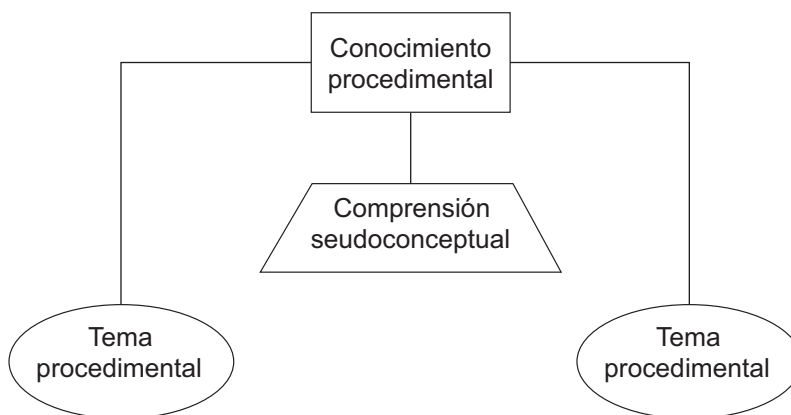 Conocimiento
procedimental
Comprensión
seudoconceptual
Tema
procedimental
Tema
procedimental